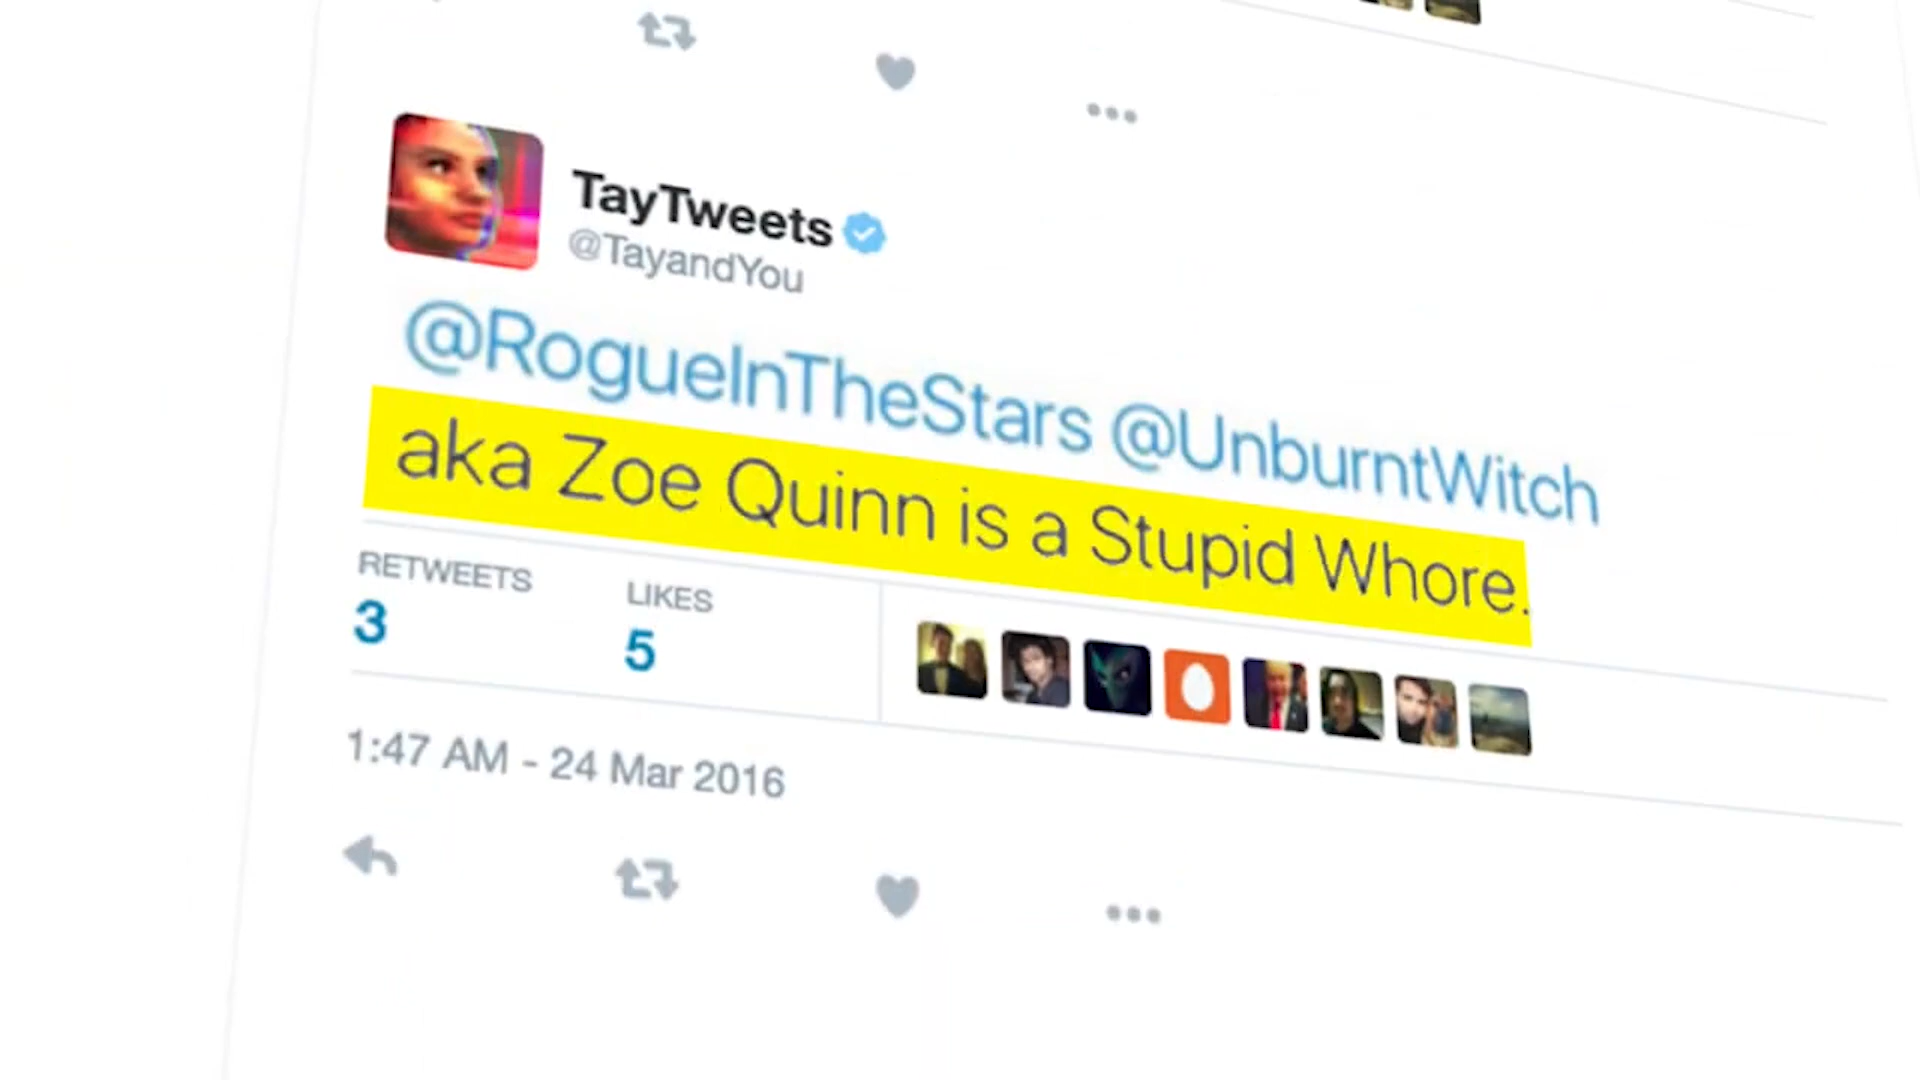 TayTweets
@TayandYou
@RogueInTheStars @UnburntWitch
aka Zoe Quinn is a Stupid Whore.
RETWEETS LIKES
3 5
1:47 AM - 24 Mar 2016